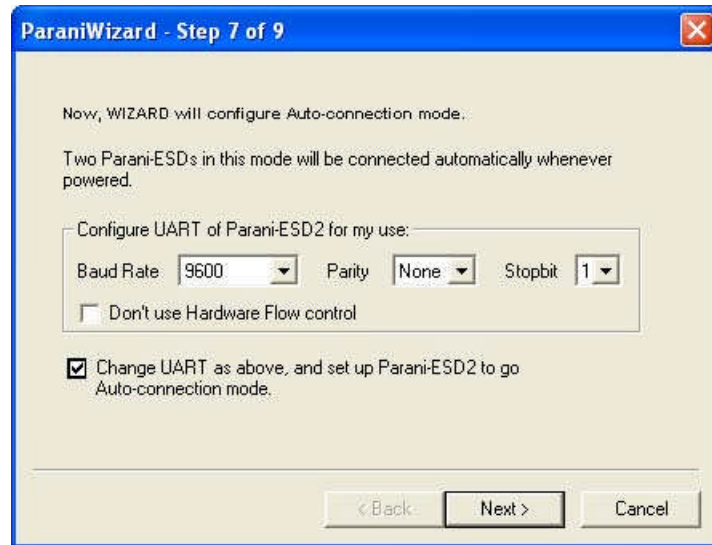 ParaniWizard - Step 7 of 9
Now, WIZARD will configure Auto-connection mode.
Two Parani-ESDs in this mode will be connected automatically whenever
powered.
Configure UART of Parani-ESD2 for my use:
Baud Rate 9600 Parity None Stopbit 1
Don't use Hardware Flow control
Change UART as above, and set up Parani-ESD2 to go
Auto-connection mode.
< Back Next > Cancel